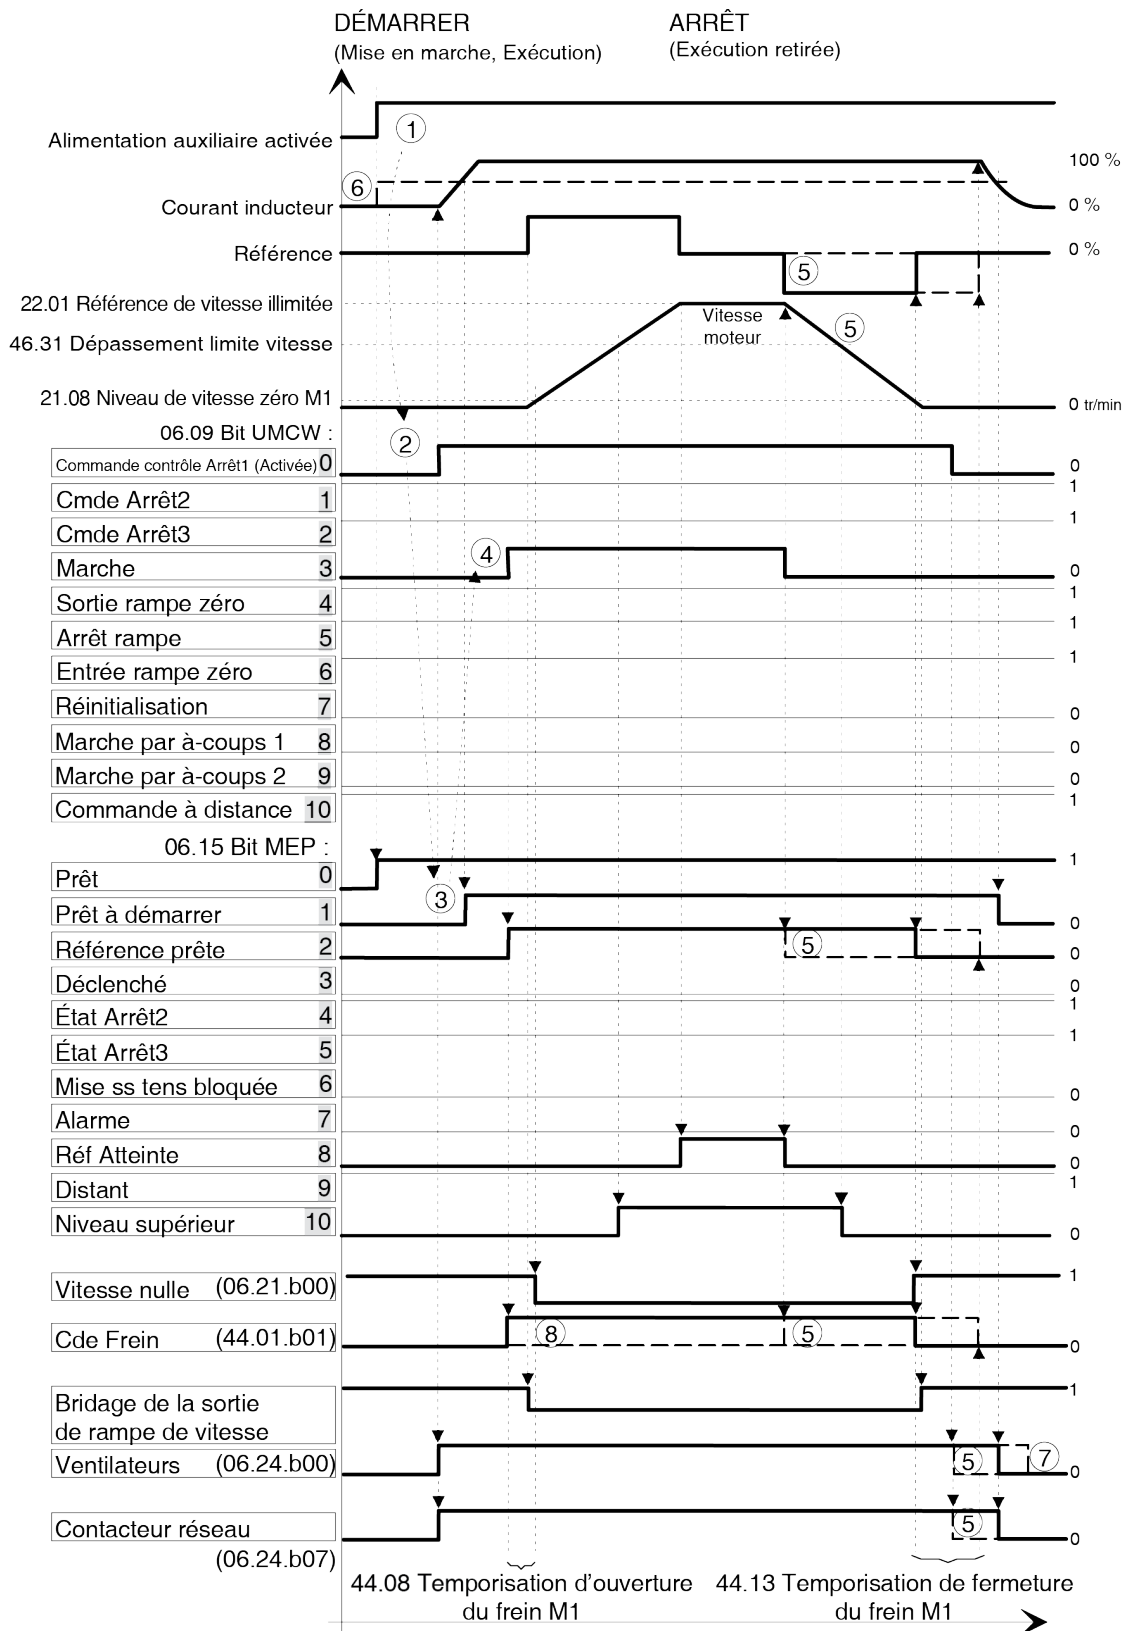 DÉMARRER
(Mise en marche, Exécution)
ARRÊT
(Exécution retirée)
Alimentation auxiliaire activée
1
100 %
6
Courant inducteur
0 %
Référence
0 %
5
22.01 Référence de vitesse illimitée
Vitesse
moteur
5
46.31 Dépassement limite vitesse
21.08 Niveau de vitesse zéro M1
0 tr/min
06.09 Bit UMCW :
2
Commande contrôle Arrêt1 (Activée) 0
0
1
Cmde Arrêt2 1
1
Cmde Arrêt3 2
4
Marche 3
0
1
Sortie rampe zéro 4
1
Arrêt rampe 5
1
Entrée rampe zéro 6
Réinitialisation 7
0
Marche par à-coups 1 8
0
Marche par à-coups 2 9
0
1
Commande à distance 10
06.15 Bit MEP :
1
Prêt 0
3
Prêt à démarrer 1
0
Référence prête 2
5
0
Déclenché 3
0
1
État Arrêt2 4
1
État Arrêt3 5
Mise ss tens bloquée 6
0
Alarme 7
0
Réf Atteinte 8
0
1
Distant 9
Niveau supérieur 10
0
Vitesse nulle (06.21.b00)
1
Cde Frein (44.01.b01)
8
5
0
Bridage de la sortie
de rampe de vitesse
1
Ventilateurs (06.24.b00)
5
7
0
Contacteur réseau
(06.24.b07)
5
0
44.08 Temporisation d'ouverture
du frein M1
44.13 Temporisation de fermeture
du frein M1